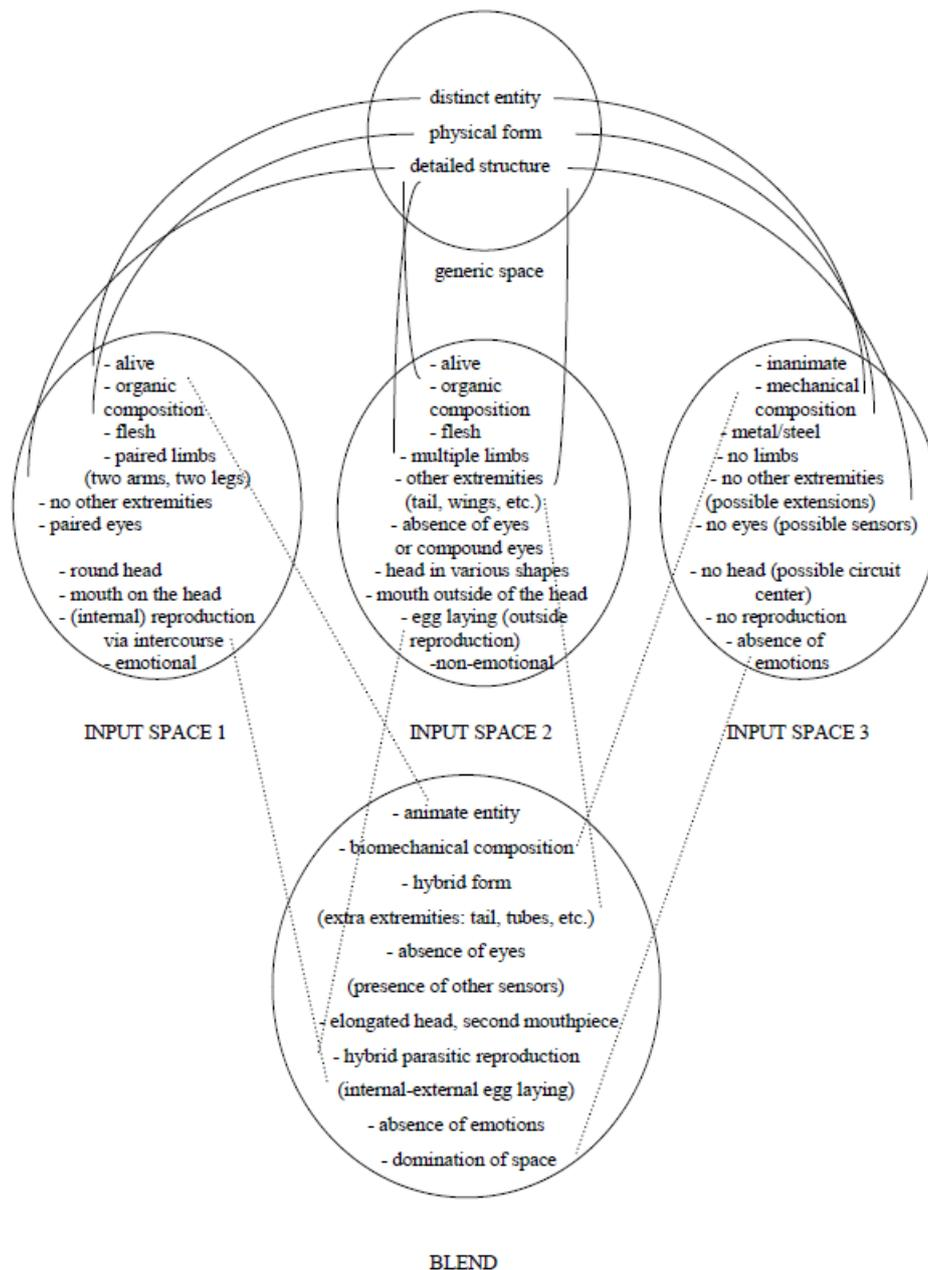 distinct entity
physical form
detailed structure
generic space
- alive
- organic
composition
- flesh
- paired limbs
(two arms, two legs)
- no other extremities
- paired eyes
- round head
- mouth on the head
- (internal) reproduction
via intercourse
- emotional
INPUT SPACE 1
- alive
- organic
composition
- flesh
- multiple limbs
- other extremities
(tail, wings, etc.)
- absence of eyes
or compound eyes
- head in various shapes
- mouth outside of the head
- egg laying (outside
reproduction)
-non-emotional
INPUT SPACE 2
- inanimate
- mechanical
composition
- metal/steel
- no limbs
- no other extremities
(possible extensions)
- no eyes (possible sensors)
- no head (possible circuit
center)
- no reproduction
- absence of
emotions
INPUT SPACE 3
- animate entity
- biomechanical composition
- hybrid form
(extra extremities: tail, tubes, etc.)
- absence of eyes
(presence of other sensors)
- elongated head, second mouthpiece
- hybrid parasitic reproduction
(internal-external egg laying)
- absence of emotions
- domination of space
BLEND